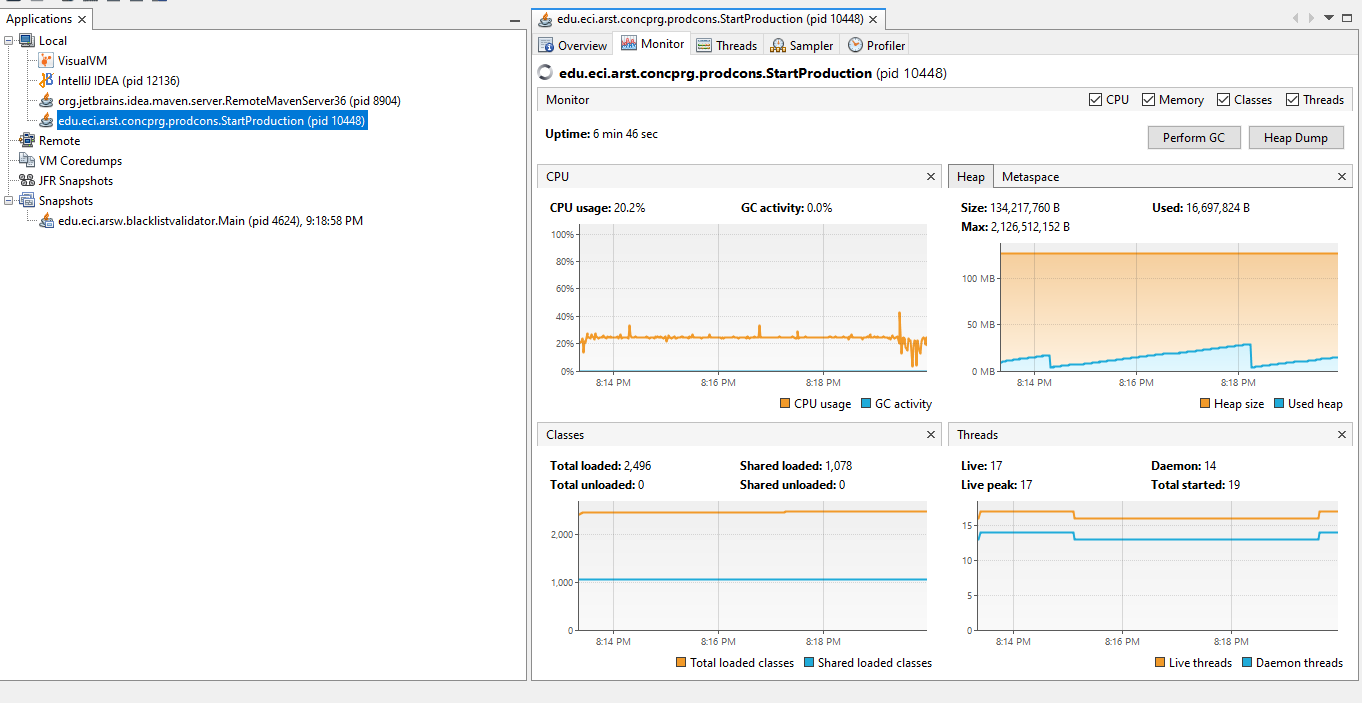 Applications
Local
VisualVM
IntelliJ IDEA (pid 12136)
org.jetbrains.idea.maven.server.RemoteMavenServer36 (pid 8904)
edu.eci.arst.concprg.prodcons.StartProduction (pid 10448)
Remote
VM Coredumps
JFR Snapshots
Snapshots
edu.eci.arsw.blacklistvalidator.Main (pid 4624), 9:18:58 PM
edu.eci.arst.concprg.prodcons.StartProduction (pid 10448)
Overview Monitor Threads Sampler Profiler
edu.eci.arst.concprg.prodcons.StartProduction (pid 10448)
Monitor CPU Memory Classes Threads
Uptime: 6 min 46 sec Perform GC Heap Dump
CPU
CPU usage: 20.2% GC activity: 0.0%
100%
80%
60%
40%
20%
0%
8:14 PM 8:16 PM 8:18 PM
CPU usage GC activity
Heap Metaspace
Size: 134,217,760 B Used: 16,697,824 B
Max: 2,126,512,152 B
100 MB
50 MB
0 MB
8:14 PM 8:16 PM 8:18 PM
Heap size Used heap
Classes
Total loaded: 2,496 Shared loaded: 1,078
Total unloaded: 0 Shared unloaded: 0
2,000
1,000
0
8:14 PM 8:16 PM 8:18 PM
Total loaded classes Shared loaded classes
Threads
Live: 17 Daemon: 14
Live peak: 17 Total started: 19
15
10
5
0
8:14 PM 8:16 PM 8:18 PM
Live threads Daemon threads